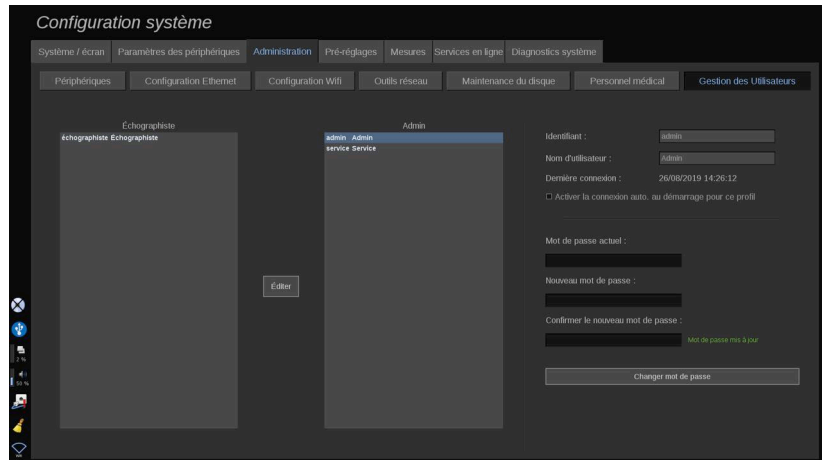 Configuration système
Système / écran Paramètres des périphériques Administration Pré-réglages Mesures Services en ligne Diagnostics système
Périphériques Configuration Ethernet Configuration Wifi Outils réseau Maintenance du disque Personnel médical Gestion des Utilisateurs
Échographiste
échographiste Echographiste
Admin
admin Admin
service Service
Éditer
Identifiant : admin
Nom d'utilisateur : Admin
Dernière connexion : 26/08/2019 14:26:12
Activer la connexion auto. au démarrage pour ce profil
Mot de passe actuel :
Nouveau mot de passe :
Confirmer le nouveau mot de passe :
Mot de passe mis à jour
Changer mot de passe
2 %
50 %